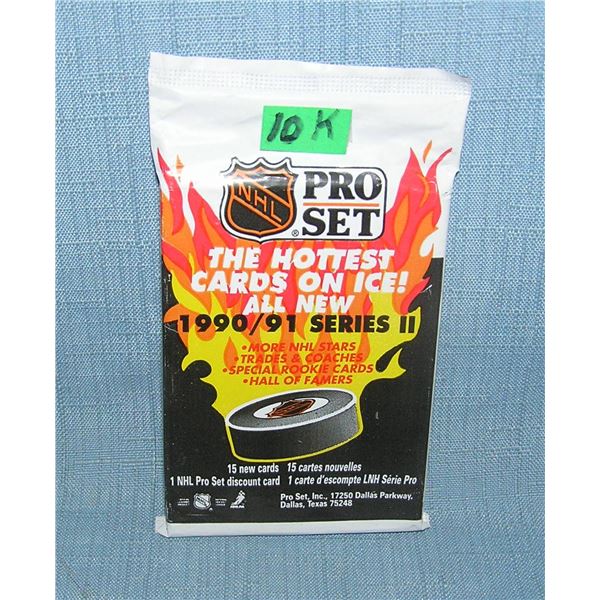 10 K
NHL
PRO
SET
®
THE HOTTEST
CARDS ON ICE!
ALL NEW
1990/91 SERIES II
•MORE NHL STARS
•TRADES & COACHES
•SPECIAL ROOKIE CARDS
•HALL OF FAMERS
15 new cards 15 cartes nouvelles
1 NHL Pro Set discount card 1 carte d'escompte LNH Série Pro
Pro Set, Inc., 17250 Dallas Parkway,
Dallas, Texas 75248